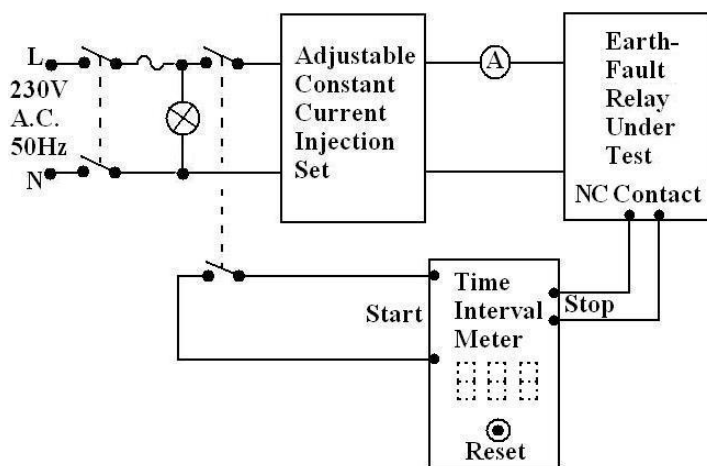 L
230V
A.C.
50Hz
N
Adjustable
Constant
Current
Injection
Set
A
Earth-
Fault
Relay
Under
Test
NC Contact
Start
Time
Interval
Meter
Stop
Reset